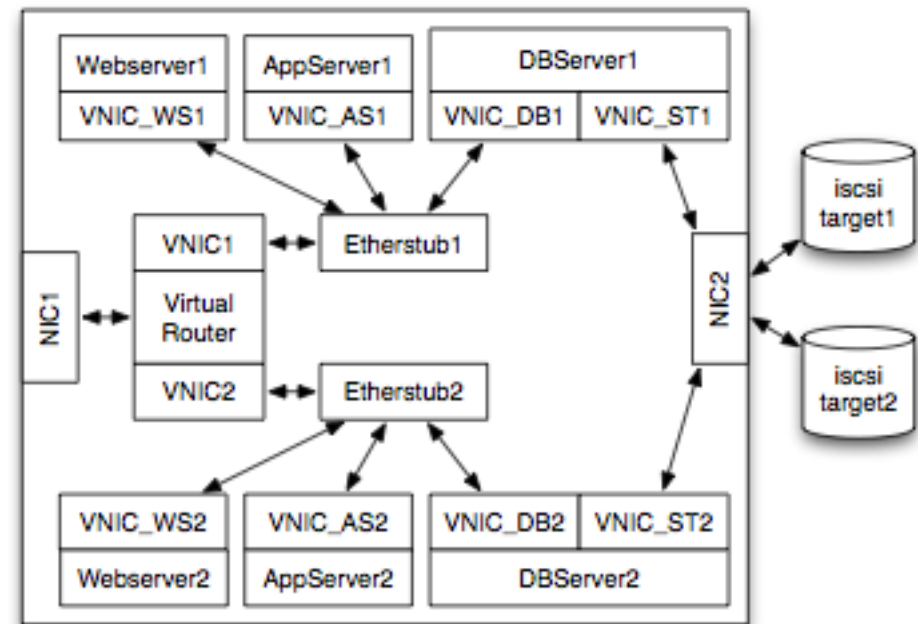 Webserver1
AppServer1
DBServer1
VNIC_WS1
VNIC_AS1
VNIC_DB1
VNIC_ST1
iscsi
target1
VNIC1
Etherstub1
NIC1
Virtual
Router
NIC2
VNIC2
Etherstub2
iscsi
target2
VNIC_WS2
VNIC_AS2
VNIC_DB2
VNIC_ST2
Webserver2
AppServer2
DBServer2